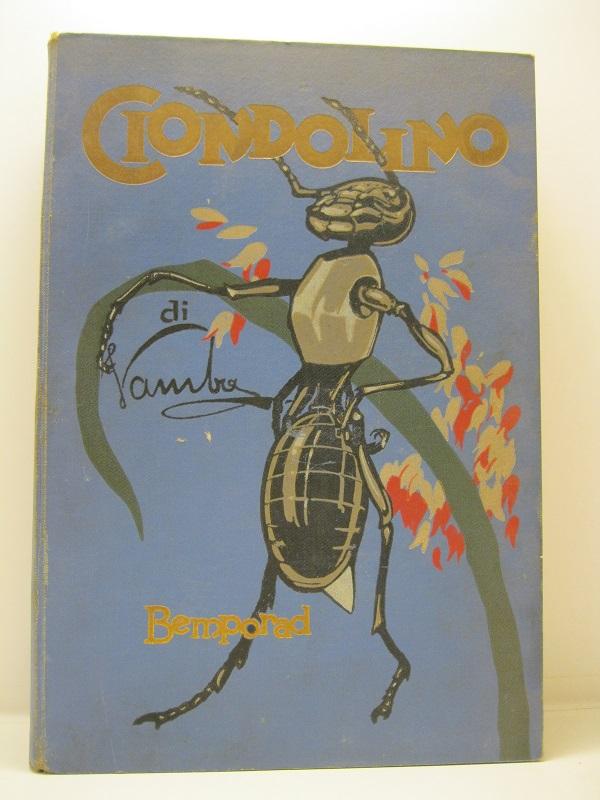 CIONDOLINO
di
Vamba
Bemporad